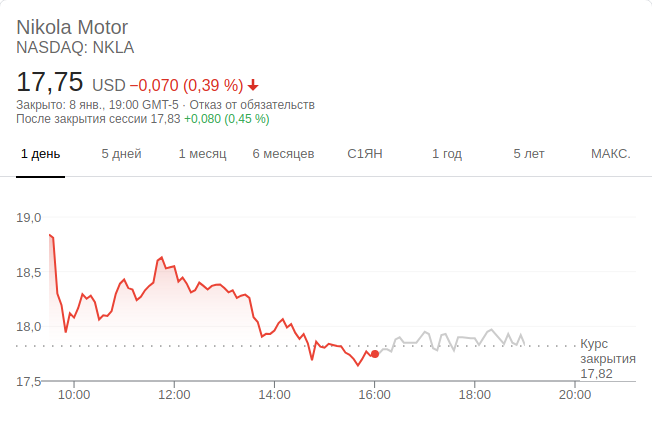 Nikola Motor
NASDAQ: NKLA
17,75 USD −0,070 (0,39 %)
Закрыто: 8 янв., 19:00 GMT-5 · Отказ от обязательств
После закрытия сессии 17,83 +0,080 (0,45 %)
1 день 5 дней 1 месяц 6 месяцев С1ЯН 1 год 5 лет МАКС.
19,0
18,5
18,0
Курс
закрытия
17,82
17,5
10:00 12:00 14:00 16:00 18:00 20:00